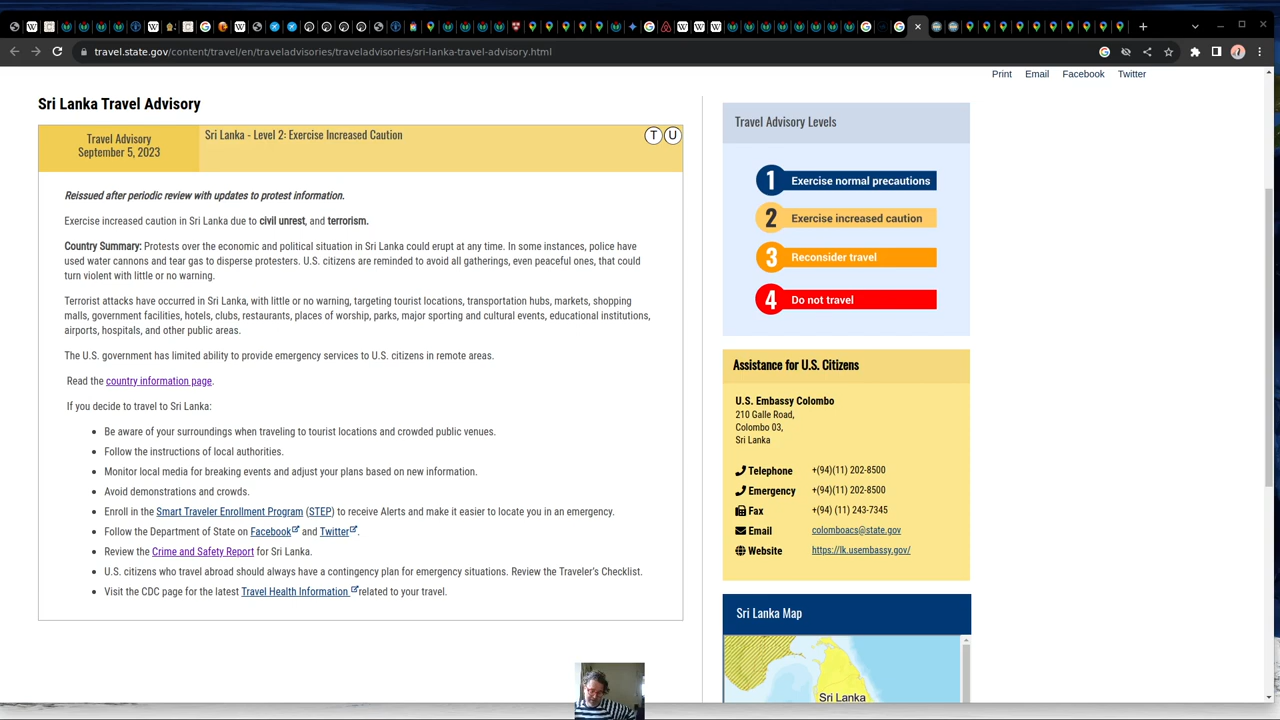 travel.state.gov/content/travel/en/traveladvisories/traveladvisories/sri-lanka-travel-advisory.html
Print Email Facebook Twitter
Sri Lanka Travel Advisory
Travel Advisory
September 5, 2023
Sri Lanka - Level 2: Exercise Increased Caution
T U
Reissued after periodic review with updates to protest information.
Exercise increased caution in Sri Lanka due to civil unrest, and terrorism.
Country Summary: Protests over the economic and political situation in Sri Lanka could erupt at any time. In some instances, police have
used water cannons and tear gas to disperse protesters. U.S. citizens are reminded to avoid all gatherings, even peaceful ones, that could
turn violent with little or no warning.
Terrorist attacks have occurred in Sri Lanka, with little or no warning, targeting tourist locations, transportation hubs, markets, shopping
malls, government facilities, hotels, clubs, restaurants, places of worship, parks, major sporting and cultural events, educational institutions,
airports, hospitals, and other public areas.
The U.S. government has limited ability to provide emergency services to U.S. citizens in remote areas.
Read the country information page.
If you decide to travel to Sri Lanka:
• Be aware of your surroundings when traveling to tourist locations and crowded public venues.
• Follow the instructions of local authorities.
• Monitor local media for breaking events and adjust your plans based on new information.
• Avoid demonstrations and crowds.
• Enroll in the Smart Traveler Enrollment Program (STEP) to receive Alerts and make it easier to locate you in an emergency.
• Follow the Department of State on Facebook and Twitter.
• Review the Crime and Safety Report for Sri Lanka.
• U.S. citizens who travel abroad should always have a contingency plan for emergency situations. Review the Traveler's Checklist.
• Visit the CDC page for the latest Travel Health Information related to your travel.
Travel Advisory Levels
1 Exercise normal precautions
2 Exercise increased caution
3 Reconsider travel
4 Do not travel
Assistance for U.S. Citizens
U.S. Embassy Colombo
210 Galle Road,
Colombo 03,
Sri Lanka
Telephone +(94)(11) 202-8500
Emergency +(94)(11) 202-8500
Fax +(94) (11) 243-7345
Email colomboacs@state.gov
Website https://lk.usembassy.gov/
Sri Lanka Map
Sri Lanka